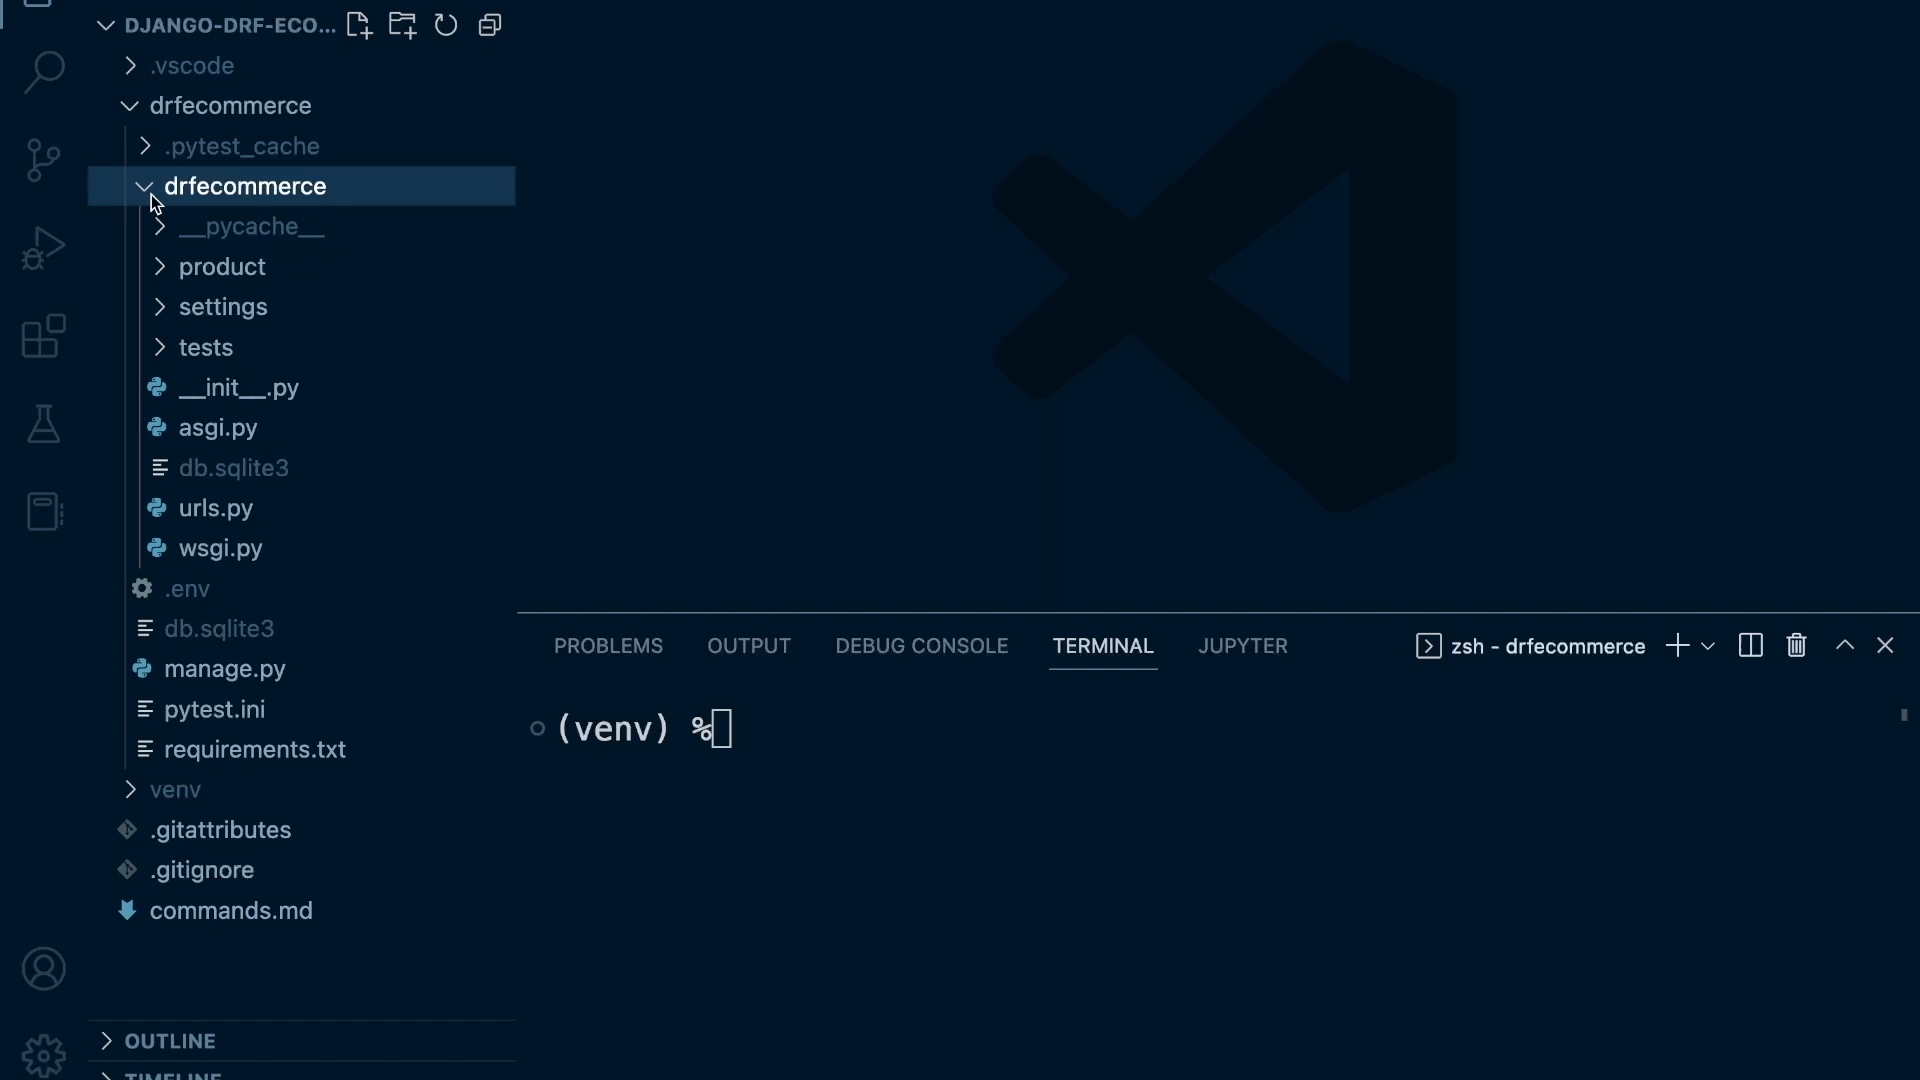 DJANGO-DRF-ECO...
.vscode
drfecommerce
.pytest_cache
drfecommerce
__pycache__
product
settings
tests
__init__.py
asgi.py
db.sqlite3
urls.py
wsgi.py
.env
db.sqlite3
manage.py
pytest.ini
requirements.txt
venv
.gitattributes
.gitignore
commands.md
OUTLINE
TIMELINE
PROBLEMS OUTPUT DEBUG CONSOLE TERMINAL JUPYTER zsh - drfecommerce
(venv) %